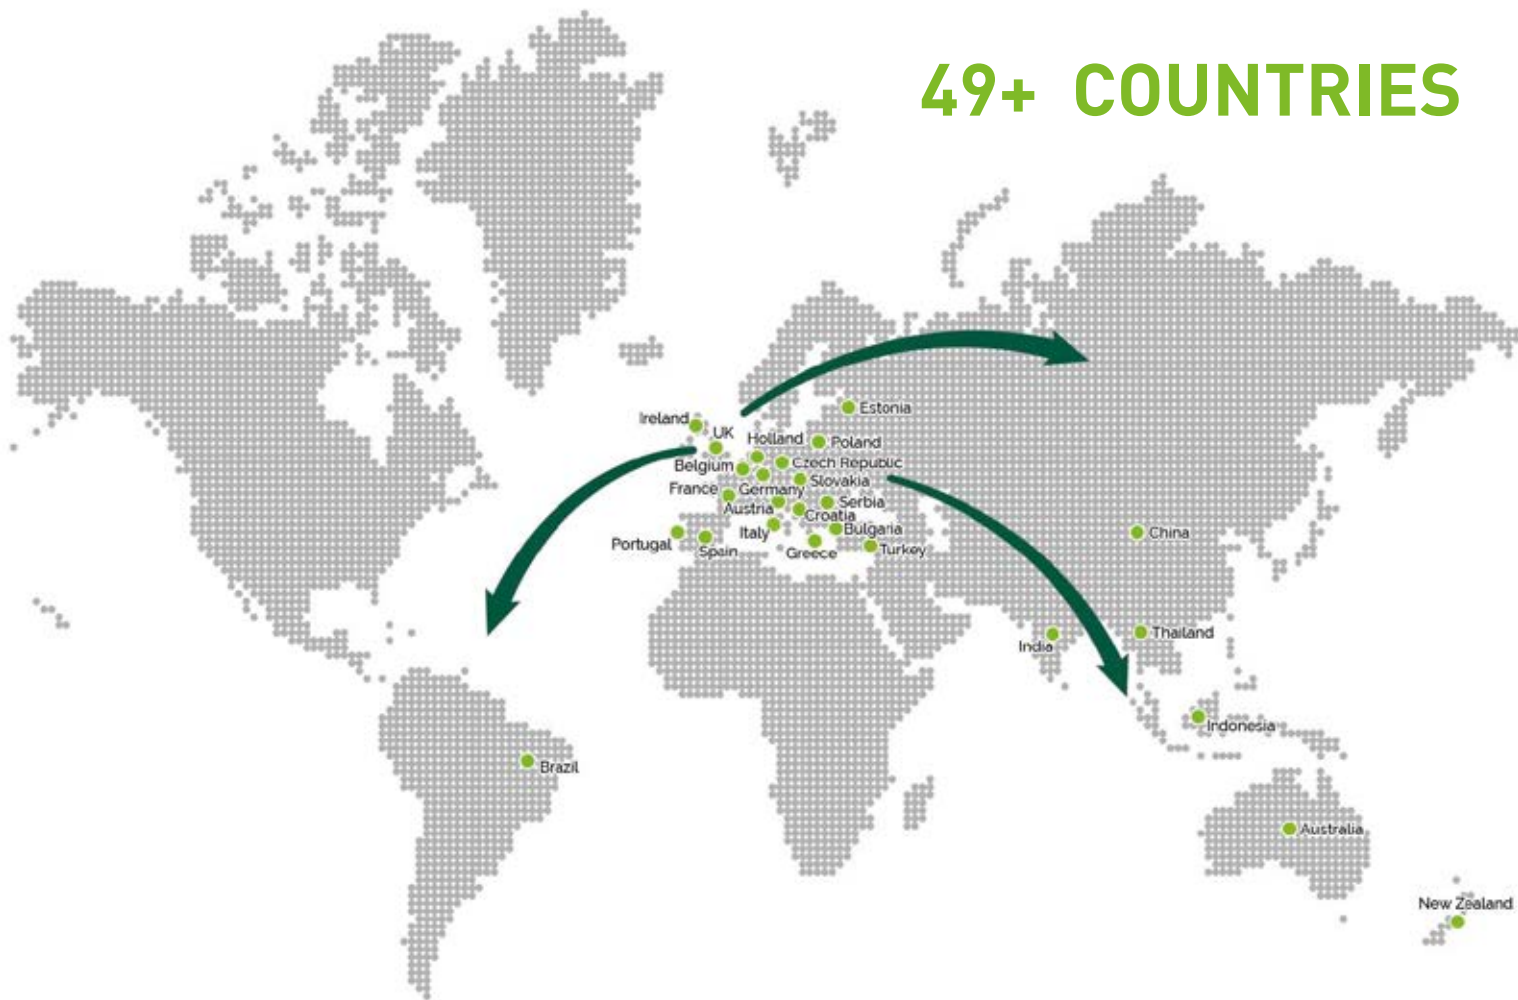 49+ COUNTRIES
Estonia
Ireland
UK
Holland
Poland
Belgium
Czech Republic
Slovakia
France
Germany
Serbia
Austria
Croatia
Bulgaria
Italy
Portugal
Spain
Greece
Turkey
China
Thailand
India
Indonesia
Brazil
Australia
New Zealand